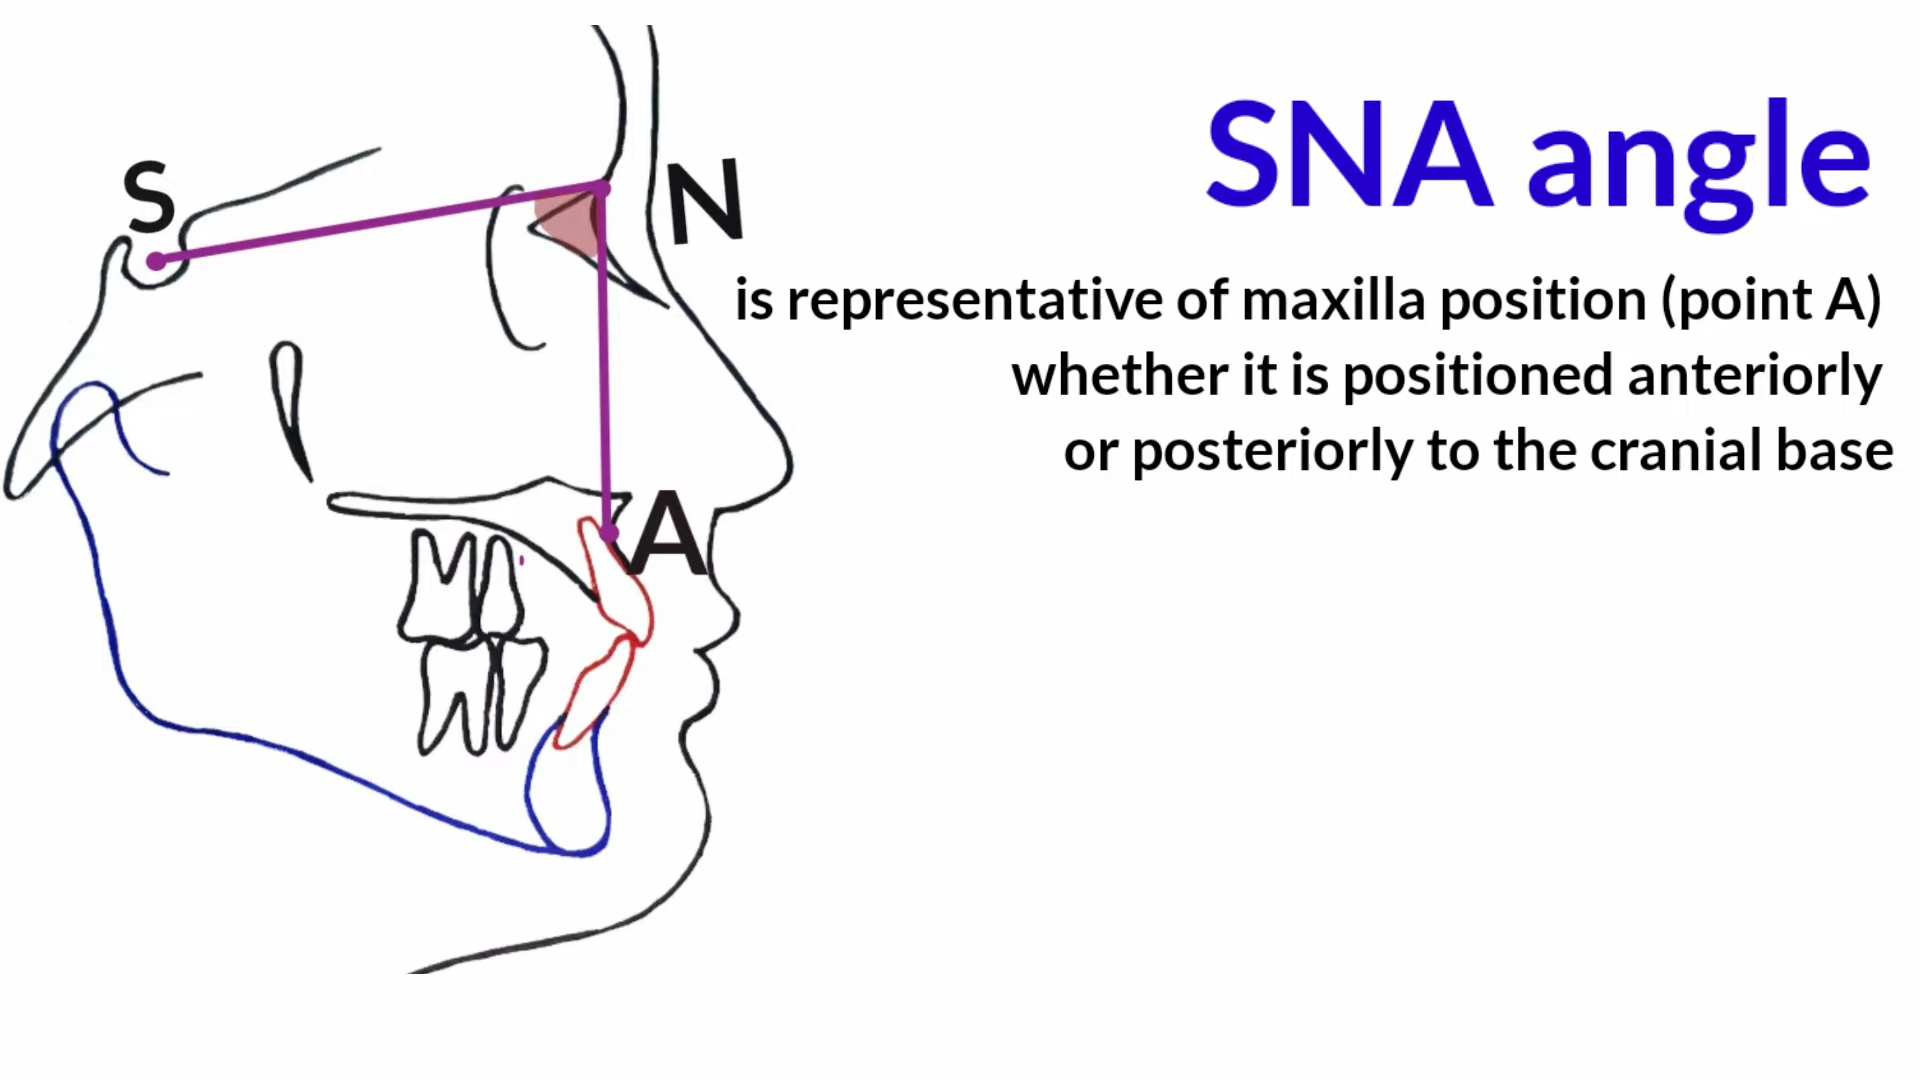 S
N
A
SNA angle
is representative of maxilla position (point A)
whether it is positioned anteriorly
or posteriorly to the cranial base